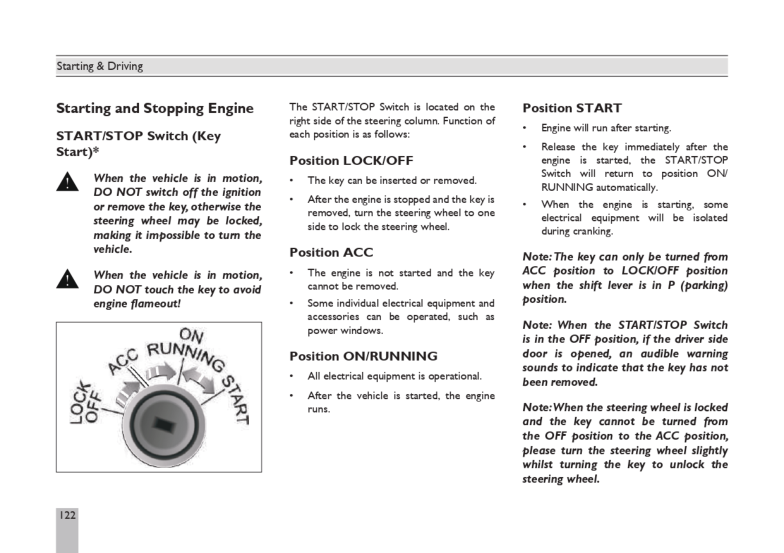 Starting & Driving
Starting and Stopping Engine
START/STOP Switch (Key
Start)*
When the vehicle is in motion,
DO NOT switch off the ignition
or remove the key, otherwise the
steering wheel may be locked,
making it impossible to turn the
vehicle.
When the vehicle is in motion,
DO NOT touch the key to avoid
engine flameout!
LOCK
OFF
ACC
ON
RUNNING
START
The START/STOP Switch is located on the
right side of the steering column. Function of
each position is as follows:
Position LOCK/OFF
• The key can be inserted or removed.
• After the engine is stopped and the key is
removed, turn the steering wheel to one
side to lock the steering wheel.
Position ACC
• The engine is not started and the key
cannot be removed.
• Some individual electrical equipment and
accessories can be operated, such as
power windows.
Position ON/RUNNING
• All electrical equipment is operational.
• After the vehicle is started, the engine
runs.
Position START
• Engine will run after starting.
• Release the key immediately after the
engine is started, the START/STOP
Switch will return to position ON/
RUNNING automatically.
• When the engine is starting, some
electrical equipment will be isolated
during cranking.
Note: The key can only be turned from
ACC position to LOCK/OFF position
when the shift lever is in P (parking)
position.
Note: When the START/STOP Switch
is in the OFF position, if the driver side
door is opened, an audible warning
sounds to indicate that the key has not
been removed.
Note: When the steering wheel is locked
and the key cannot be turned from
the OFF position to the ACC position,
please turn the steering wheel slightly
whilst turning the key to unlock the
steering wheel.
122